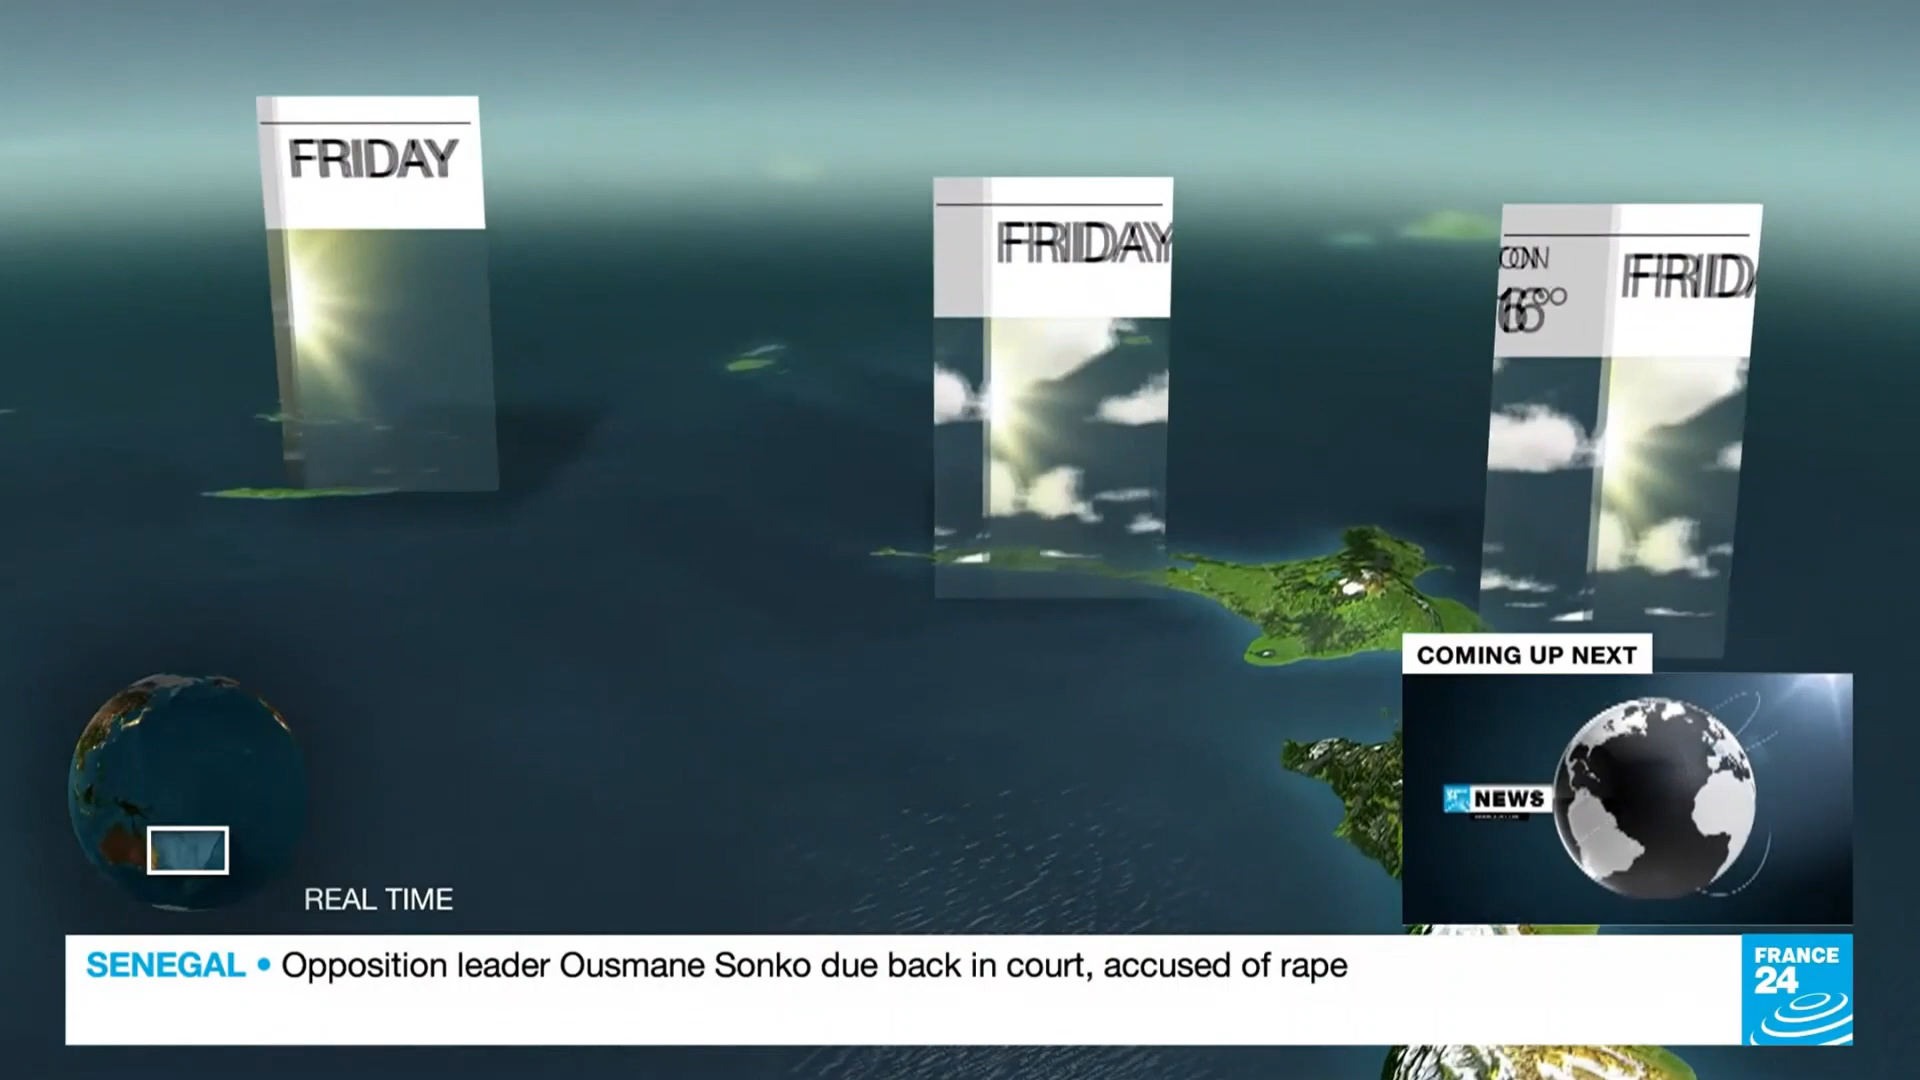 FRIDAY
FRIDAY
COMING UP NEXT
NEWS
REAL TIME
SENEGAL • Opposition leader Ousmane Sonko due back in court, accused of rape
FRANCE
24